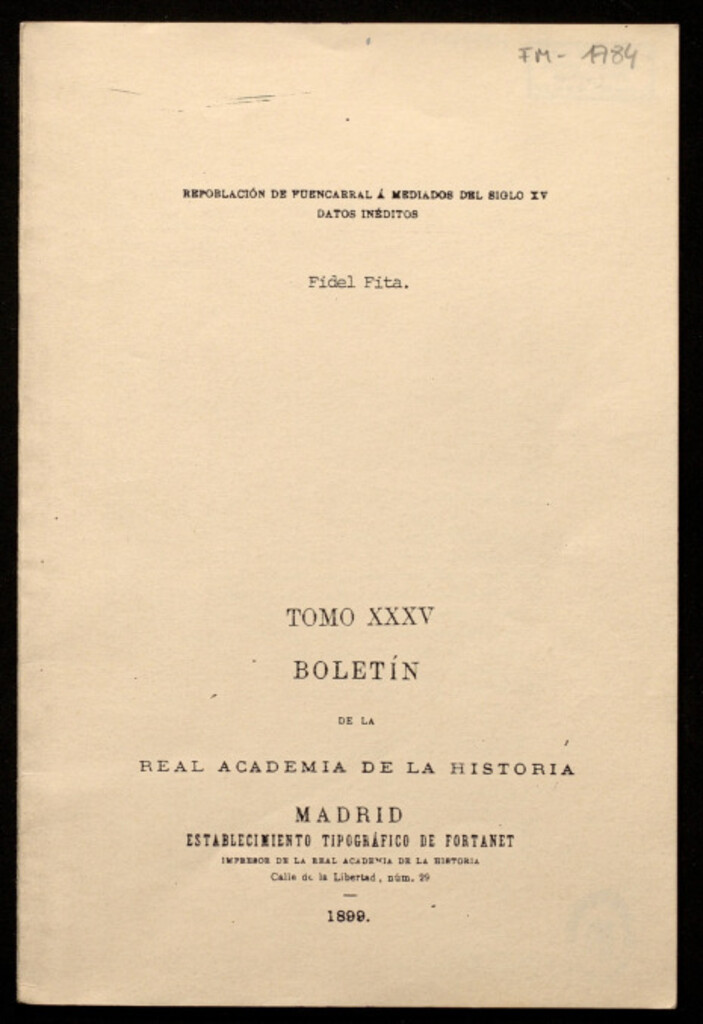 FM - 1784
REPOBLACIÓN DE FUENCARRAL Á MEDIADOS DEL SIGLO XV
DATOS INÉDITOS
Fidel Fita.
TOMO XXXV
BOLETÍN
DE LA
REAL ACADEMIA DE LA HISTORIA
MADRID
ESTABLECIMIENTO TIPOGRÁFICO DE FORTANET
IMPRESOR DE LA REAL ACADEMIA DE LA HISTORIA
Calle de la Libertad, núm. 29
1899.